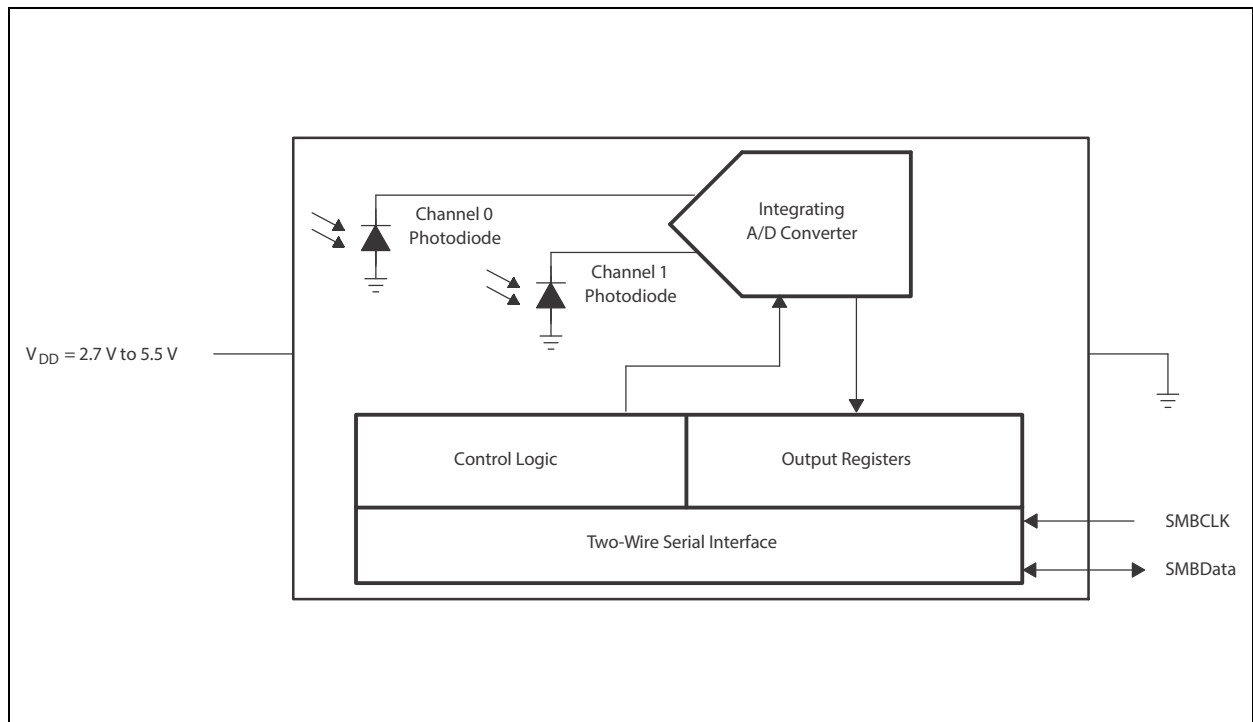 Integrating
A/D Converter
Channel 0
Photodiode
Channel 1
Photodiode
V DD = 2.7 V to 5.5 V
Control Logic
Output Registers
Two-Wire Serial Interface
SMBCLK
SMBData